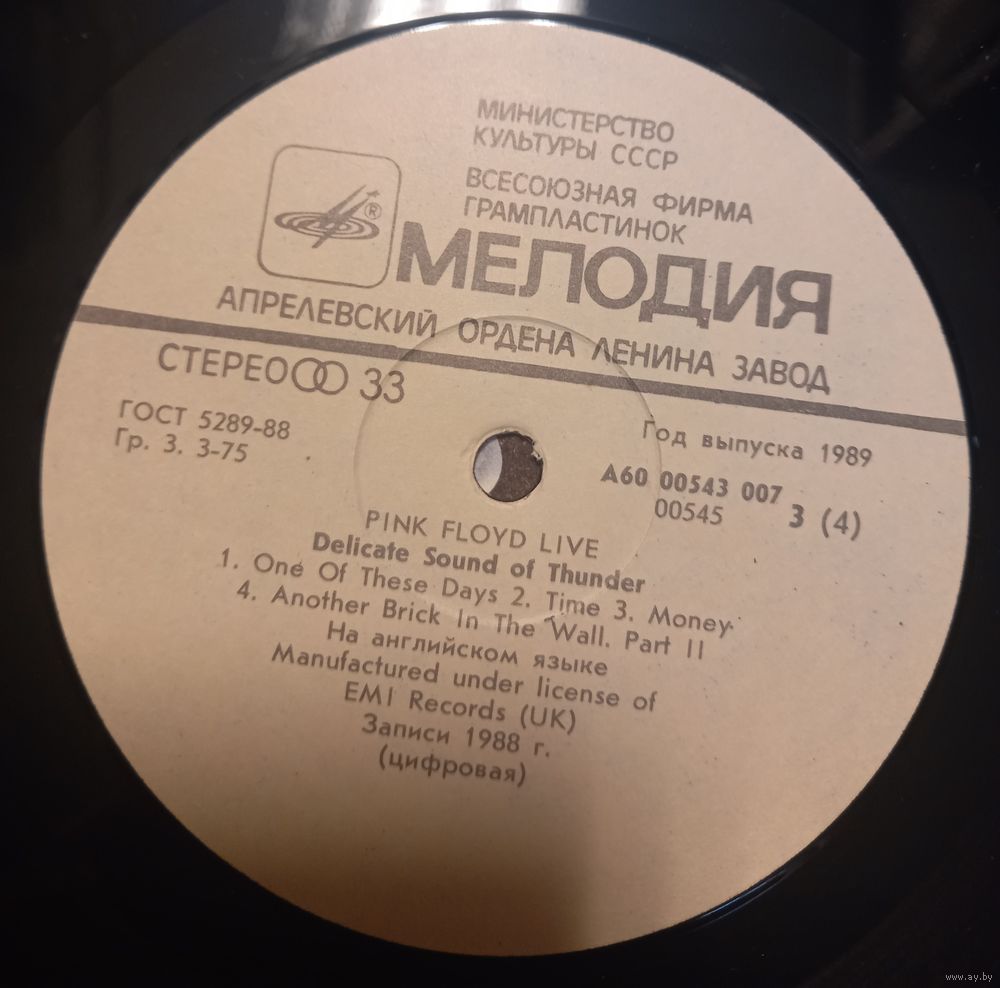 МИНИСТЕРСТВО
КУЛЬТУРЫ СССР
ВСЕСОЮЗНАЯ ФИРМА
ГРАМПЛАСТИНОК
®
МЕЛОДИЯ
АПРЕЛЕВСКИЙ ОРДЕНА ЛЕНИНА ЗАВОД
СТЕРЕО 33
ГОСТ 5289-88
Гр. 3. 3-75
Год выпуска 1989
А60 00543 007
00545 3 (4)
PINK FLOYD LIVE
Delicate Sound of Thunder
1. One Of These Days 2. Time 3. Money
4. Another Brick In The Wall. Part II
На английском языке
Manufactured under license of
EMI Records (UK)
Записи 1988 г.
(цифровая)
www.ay.by